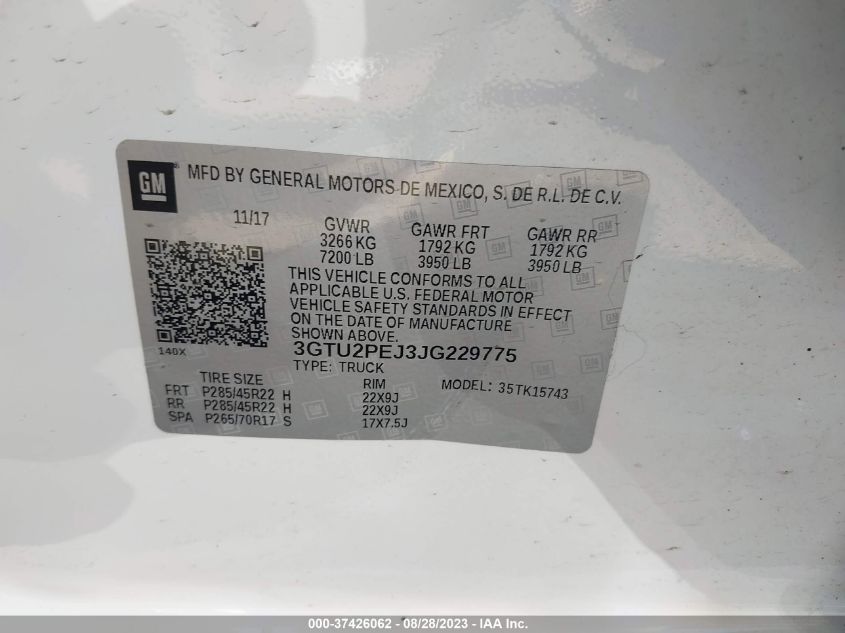 GM
MFD BY GENERAL MOTORS DE MEXICO, S. DE R.L. DE C.V.
11/17
GVWR GAWR FRT GAWR RR
3266 KG 1792 KG 1792 KG
7200 LB 3950 LB 3950 LB
THIS VEHICLE CONFORMS TO ALL
APPLICABLE U.S. FEDERAL MOTOR
VEHICLE SAFETY STANDARDS IN EFFECT
ON THE DATE OF MANUFACTURE
SHOWN ABOVE.
140X
3GTU2PEJ3JG229775
TYPE: TRUCK
TIRE SIZE RIM MODEL: 35TK15743
FRT P285/45R22 H 22X9J
RR P285/45R22 H 22X9J
SPA P265/70R17 S 17X7.5J
000-37426062 - 08/28/2023 - IAA Inc.